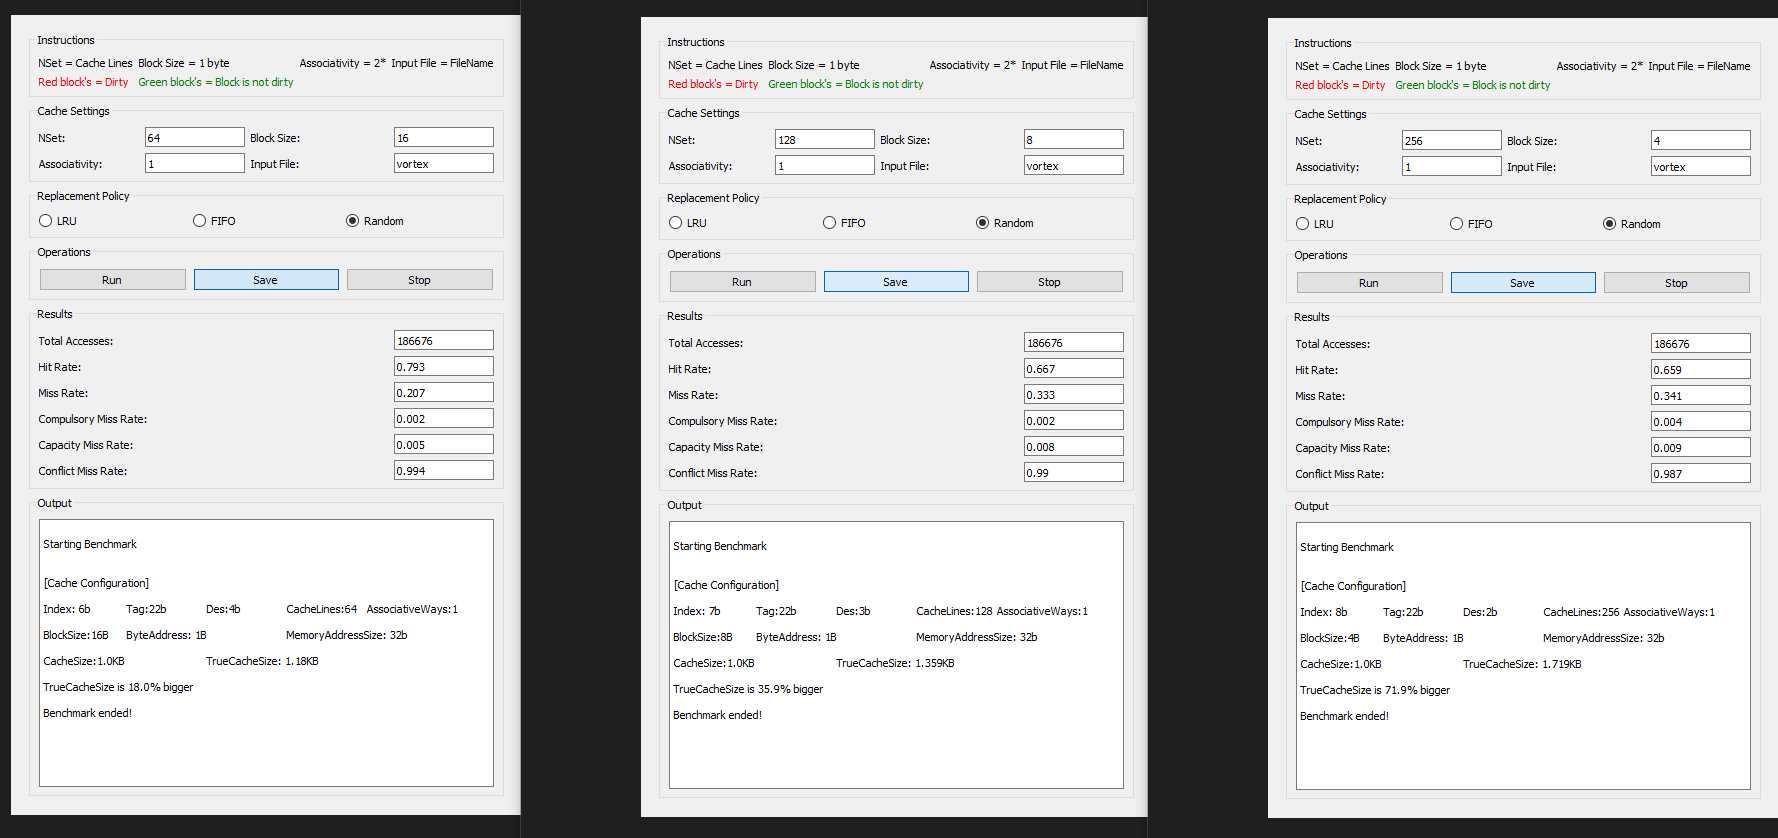 Instructions
NSet = Cache Lines Block Size = 1 byte Associativity = 2* Input File = FileName
Red block's = Dirty Green block's = Block is not dirty
Cache Settings
NSet: 64 Block Size: 16
Associativity: 1 Input File: vortex
Replacement Policy
LRU FIFO Random
Operations
Run Save Stop
Results
Total Accesses: 186676
Hit Rate: 0.793
Miss Rate: 0.207
Compulsory Miss Rate: 0.002
Capacity Miss Rate: 0.005
Conflict Miss Rate: 0.994
Output
Starting Benchmark
[Cache Configuration]
Index: 6b Tag:22b Des:4b CacheLines:64 AssociativeWays:1
BlockSize:16B ByteAddress: 1B MemoryAddressSize: 32b
CacheSize:1.0KB TrueCacheSize: 1.18KB
TrueCacheSize is 18.0% bigger
Benchmark ended!
Instructions
NSet = Cache Lines Block Size = 1 byte Associativity = 2* Input File = FileName
Red block's = Dirty Green block's = Block is not dirty
Cache Settings
NSet: 128 Block Size: 8
Associativity: 1 Input File: vortex
Replacement Policy
LRU FIFO Random
Operations
Run Save Stop
Results
Total Accesses: 186676
Hit Rate: 0.667
Miss Rate: 0.333
Compulsory Miss Rate: 0.002
Capacity Miss Rate: 0.008
Conflict Miss Rate: 0.99
Output
Starting Benchmark
[Cache Configuration]
Index: 7b Tag:22b Des:3b CacheLines:128 AssociativeWays:1
BlockSize:8B ByteAddress: 1B MemoryAddressSize: 32b
CacheSize:1.0KB TrueCacheSize: 1.359KB
TrueCacheSize is 35.9% bigger
Benchmark ended!
Instructions
NSet = Cache Lines Block Size = 1 byte Associativity = 2* Input File = FileName
Red block's = Dirty Green block's = Block is not dirty
Cache Settings
NSet: 256 Block Size: 4
Associativity: 1 Input File: vortex
Replacement Policy
LRU FIFO Random
Operations
Run Save Stop
Results
Total Accesses: 186676
Hit Rate: 0.659
Miss Rate: 0.341
Compulsory Miss Rate: 0.004
Capacity Miss Rate: 0.009
Conflict Miss Rate: 0.987
Output
Starting Benchmark
[Cache Configuration]
Index: 8b Tag:22b Des:2b CacheLines:256 AssociativeWays:1
BlockSize:4B ByteAddress: 1B MemoryAddressSize: 32b
CacheSize:1.0KB TrueCacheSize: 1.719KB
TrueCacheSize is 71.9% bigger
Benchmark ended!